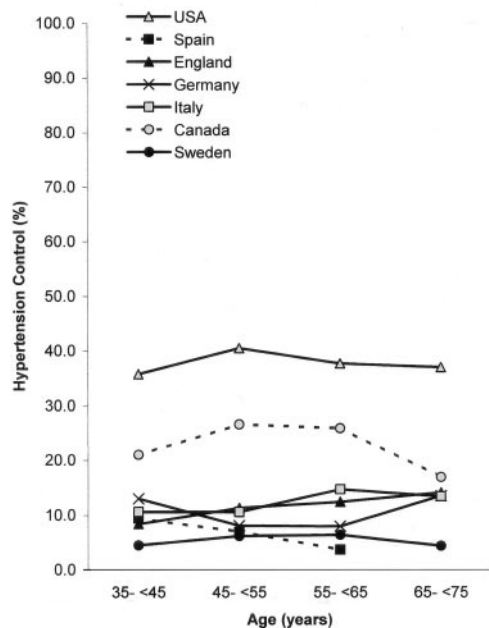 USA
Spain
England
Germany
Italy
Canada
Sweden
100.0
90.0
80.0
70.0
60.0
50.0
40.0
30.0
20.0
10.0
0.0
Hypertension Control (%)
35- <45 45- <55 55- <65 65- <75
Age (years)